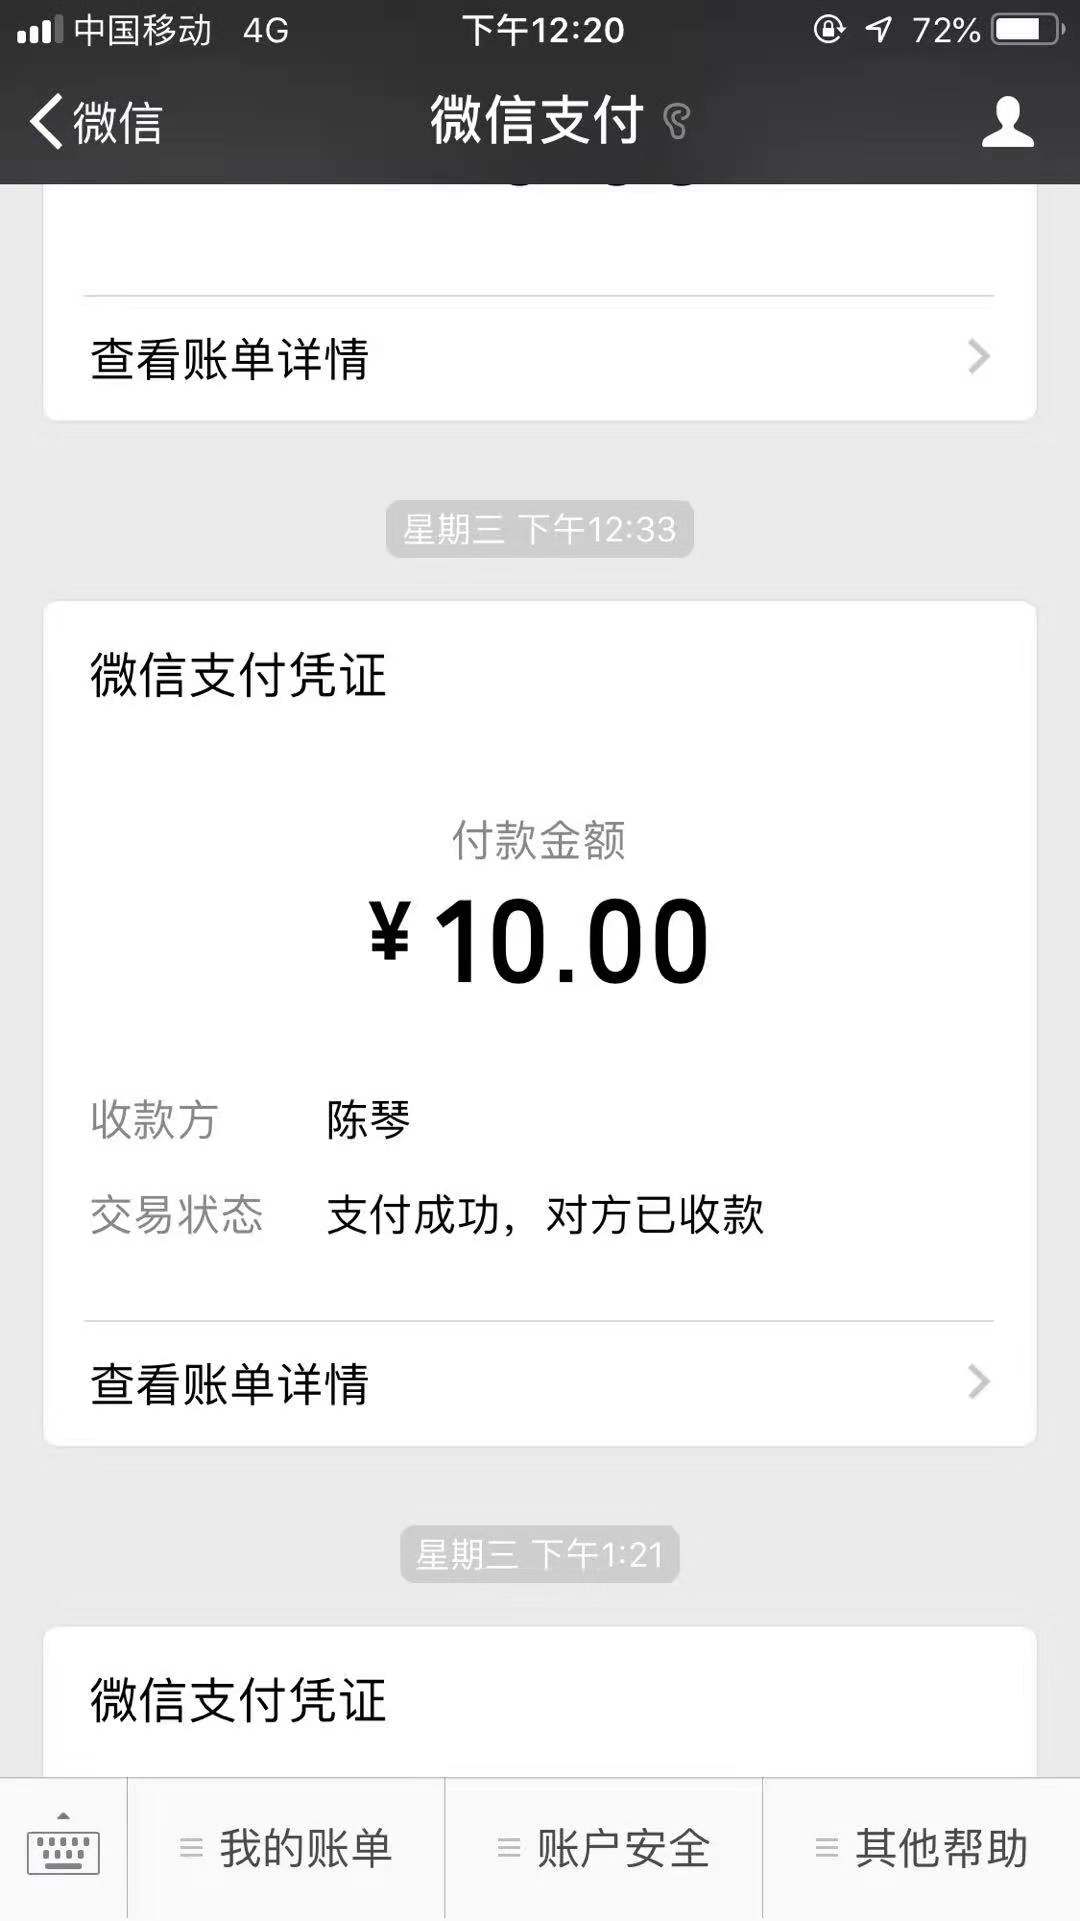 中国移动 4G 下午12:20 72%
微信 微信支付
查看账单详情
星期三 下午12:33
微信支付凭证
付款金额
¥10.00
收款方 陈琴
交易状态 支付成功，对方已收款
查看账单详情
星期三 下午1:21
微信支付凭证
我的账单 账户安全 其他帮助